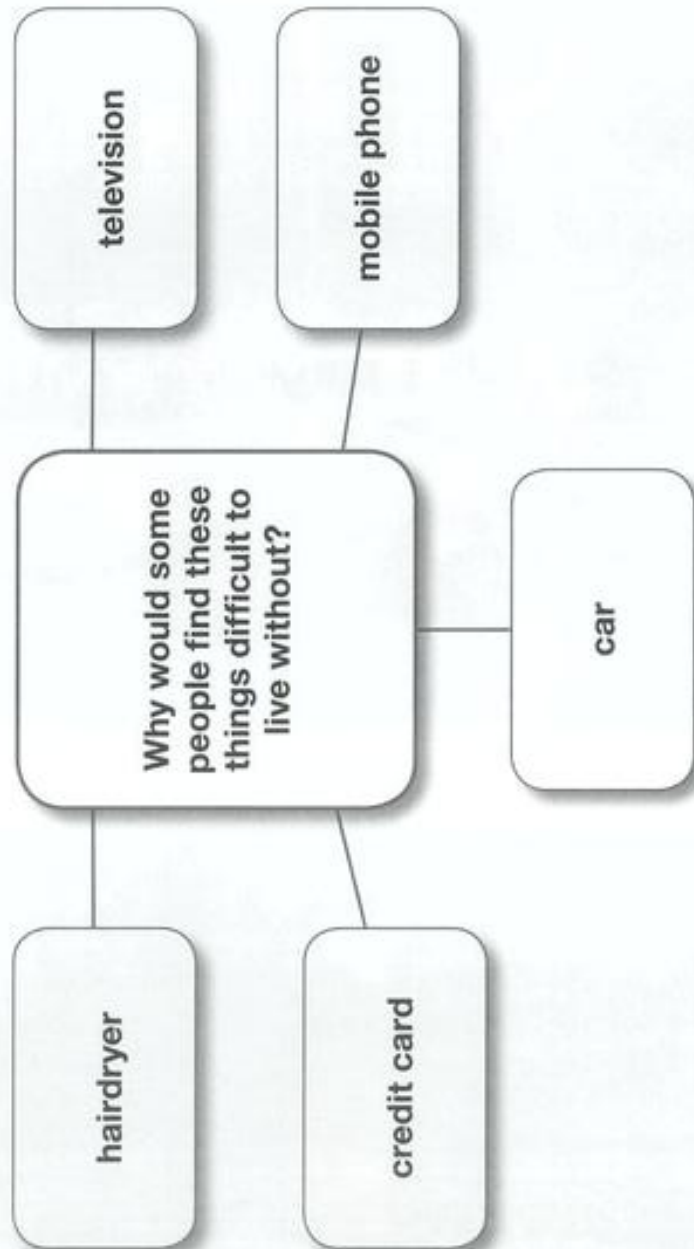 hairdryer
television
Why would some
people find these
things difficult to
live without?
credit card
mobile phone
car